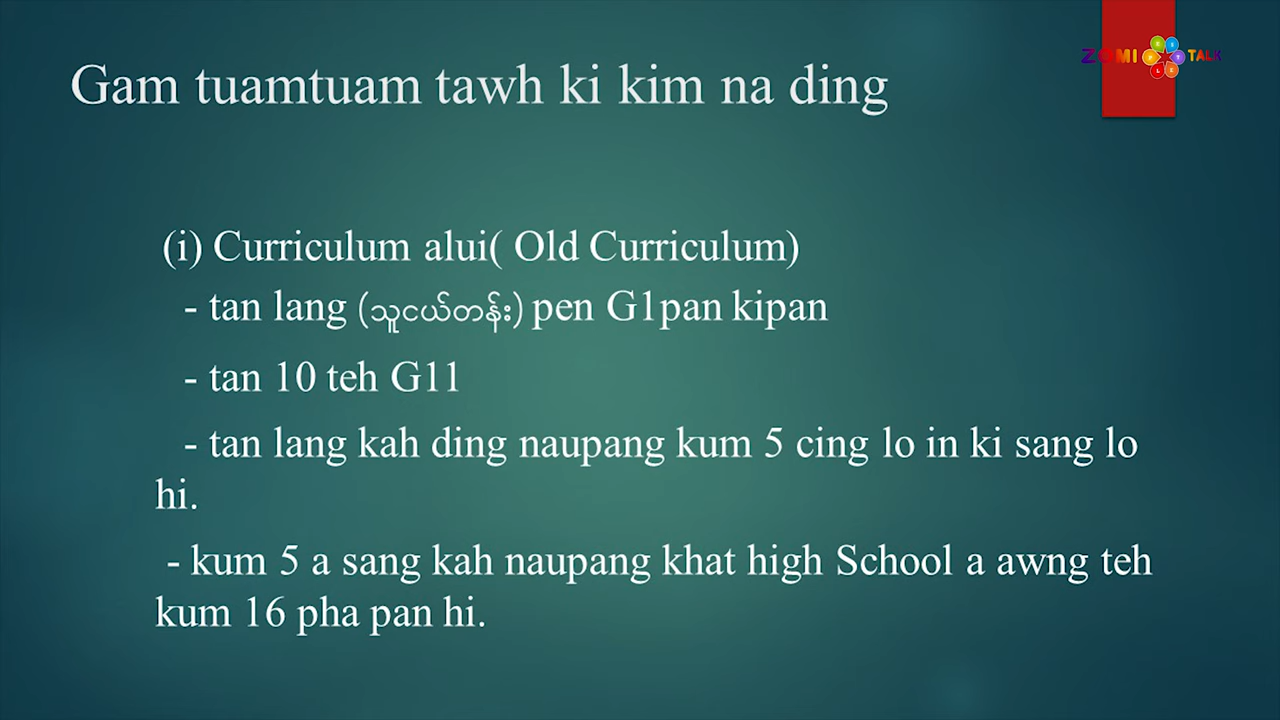 Gam tuamtuam tawh ki kim na ding
ZOMI TALK
(i) Curriculum alui( Old Curriculum)
- tan lang (သူငယ်တန်း) pen G1pan kipan
- tan 10 teh G11
- tan lang kah ding naupang kum 5 cing lo in ki sang lo
hi.
- kum 5 a sang kah naupang khat high School a awng teh
kum 16 pha pan hi.